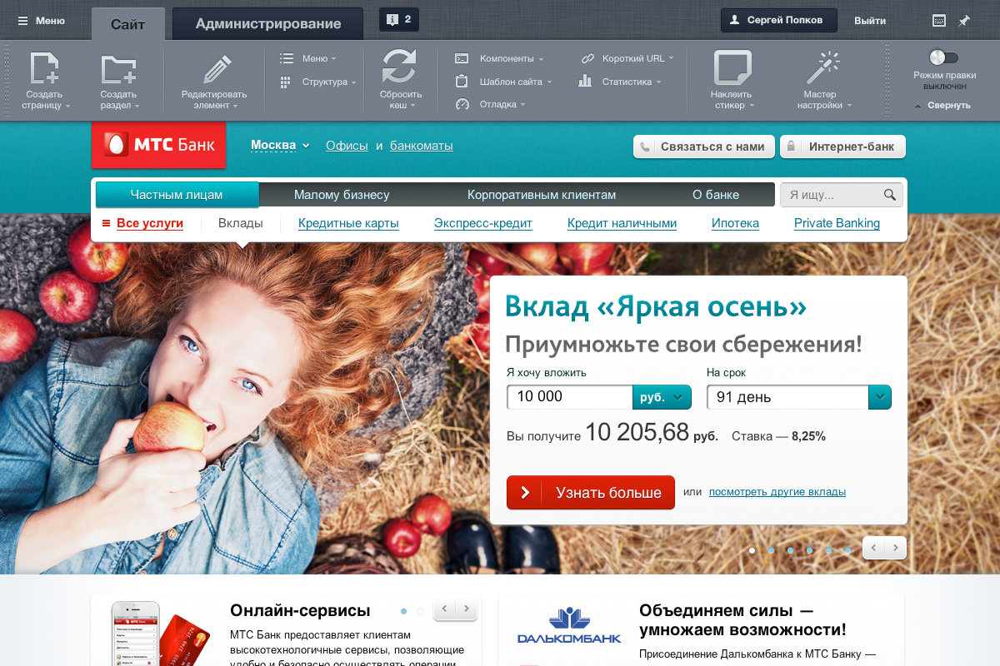 Меню
Сайт
Администрирование
2
Сергей Попков
Выйти
Создать страницу
Создать раздел
Редактировать элемент
Меню
Структура
Сбросить кеш
Компоненты
Шаблон сайта
Отладка
Короткий URL
Статистика
Наклеить стикер
Мастер настройки
Режим правки
выключен
Свернуть
МТС Банк
Москва
Офисы и банкоматы
Связаться с нами
Интернет-банк
Частным лицам
Малому бизнесу
Корпоративным клиентам
О банке
Я ищу...
Все услуги
Вклады
Кредитные карты
Экспресс-кредит
Кредит наличными
Ипотека
Private Banking
Вклад «Яркая осень»
Приумножьте свои сбережения!
Я хочу вложить
На срок
10 000
руб.
91 день
Вы получите 10 205,68 руб. Ставка — 8,25%
Узнать больше
или посмотреть другие вклады
Онлайн-сервисы
МТС Банк предоставляет клиентам
высокотехнологичные сервисы, позволяющие
удобно и безопасно осуществлять операции
ДАЛЬКОМБАНК
Объединяем силы —
умножаем возможности!
Присоединение Далькомбанка к МТС Банку —